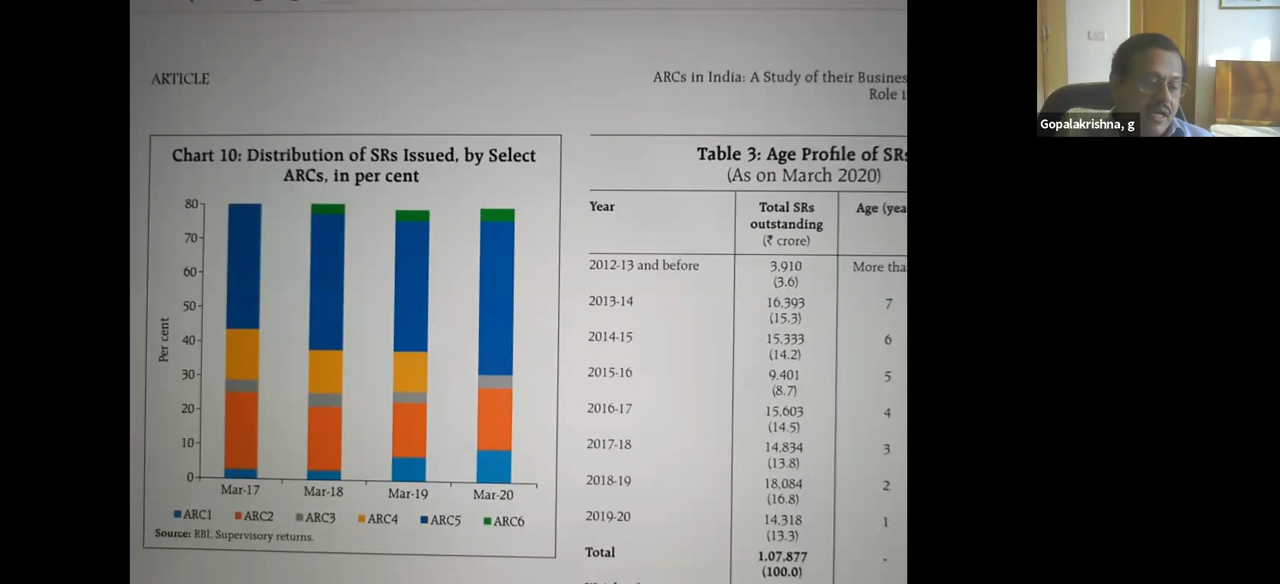 ARTICLE
ARCs in India: A Study of their Busines
Role i
Chart 10: Distribution of SRs Issued, by Select
ARCs, in per cent
80
70
60
50
40
30
20
10
0
Per cent
Mar-17 Mar-18 Mar-19 Mar-20
ARC1 ARC2 ARC3 ARC4 ARC5 ARC6
Source: RBI, Supervisory returns.
Table 3: Age Profile of SRs
(As on March 2020)
Year Total SRs Age (yea
outstanding
(₹ crore)
2012-13 and before 3,910 More tha
(3.6)
2013-14 16,393 7
(15.3)
2014-15 15,333 6
(14.2)
2015-16 9,401 5
(8.7)
2016-17 15,603 4
(14.5)
2017-18 14,834 3
(13.8)
2018-19 18,084 2
(16.8)
2019-20 14,318 1
(13.3)
Total 1,07,877 -
(100.0)
Gopalakrishna, g